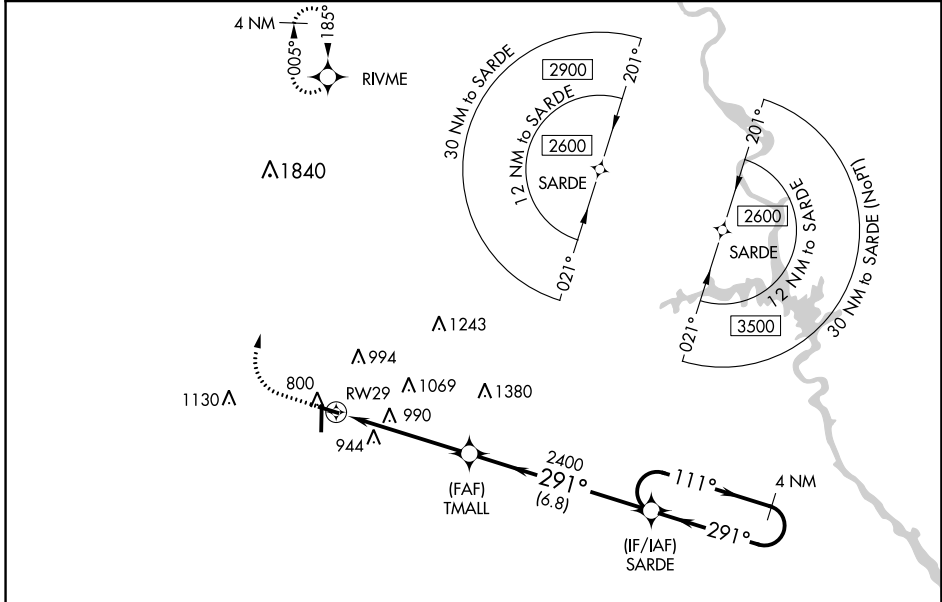 4 NM
185°
005°
RIVME
1840
30 NM to SARDE
2900
201°
12 NM to SARDE
2600
SARDE
021°
201°
2600
SARDE
12 NM to SARDE
30 NM to SARDE (NoPT)
021°
3500
1243
994
1069
1380
1130
800
RW29
990
944
(FAF)
TMALL
2400
291°
(6.8)
111°
4 NM
291°
(IF/IAF)
SARDE